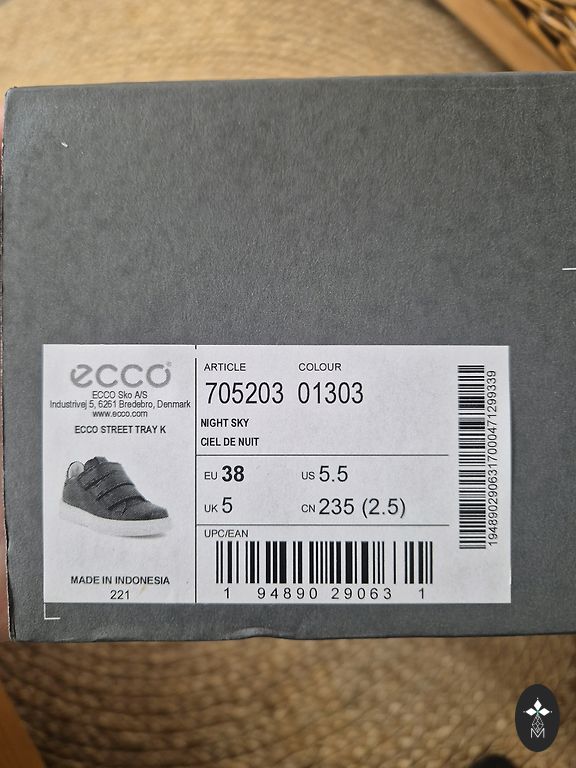 ecco®
ECCO Sko A/S
Industrivej 5, 6261 Bredebro, Denmark
www.ecco.com
ECCO STREET TRAY K
MADE IN INDONESIA
221
ARTICLE COLOUR
705203 01303
NIGHT SKY
CIEL DE NUIT
EU 38 US 5.5
UK 5 CN 235 (2.5)
UPC/EAN
1 94890 29063 1
19489029063170004712993​39
M